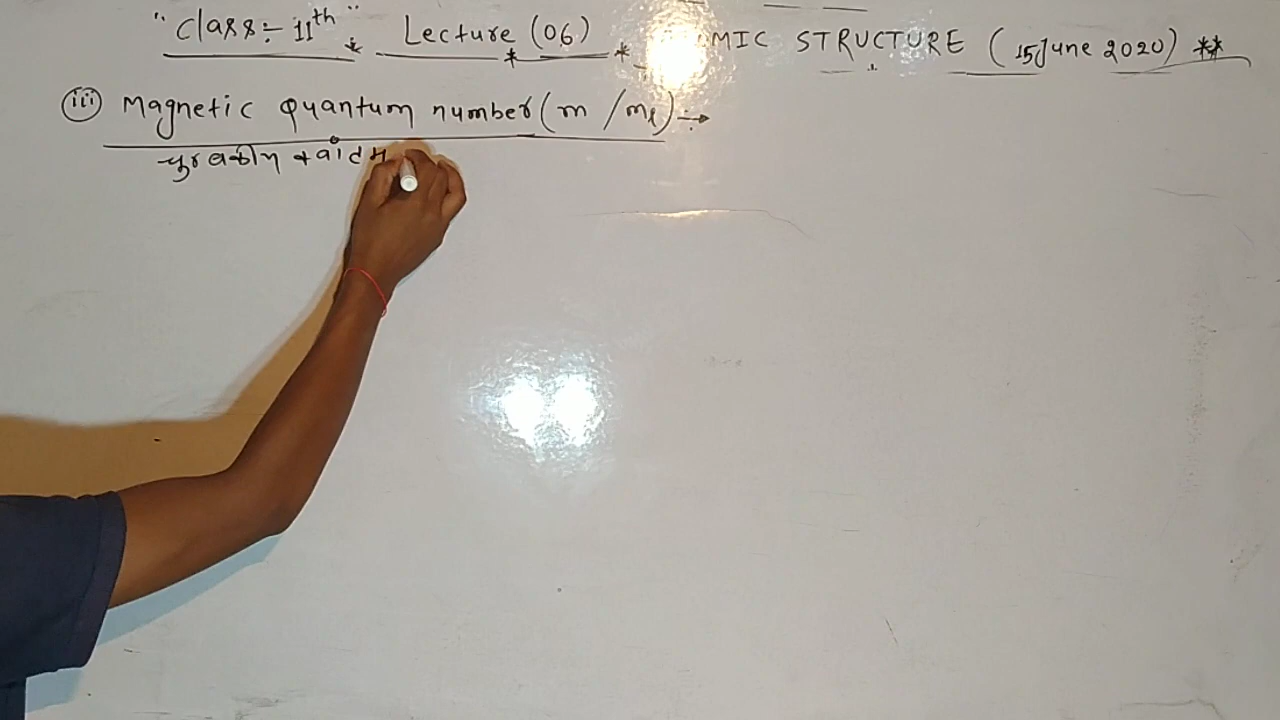 "Class:- 11th" * Lecture (06) * MIC STRUCTURE (15 June 2020) **
(iii) Magnetic Quantum number (m / ml) :→
चुम्बकीय क्वांटम